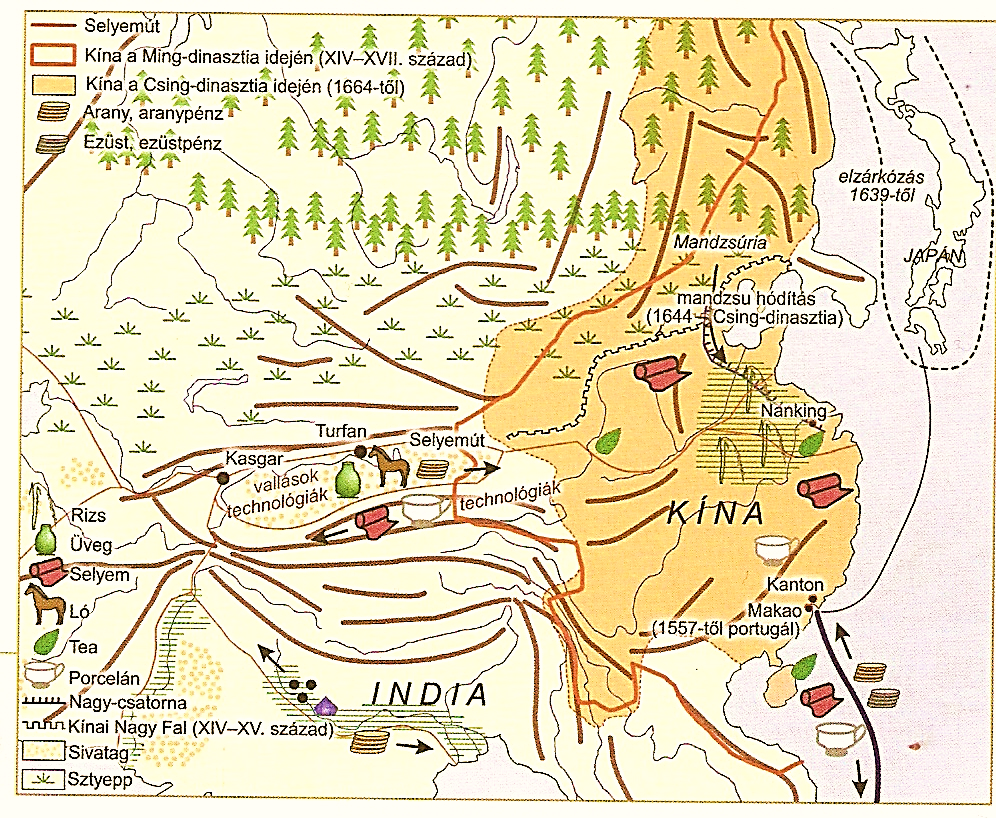 Selyemút
Kína a Ming-dinasztia idején (XIV–XVII. század)
Kína a Csing-dinasztia idején (1664-től)
Arany, aranypénz
Ezüst, ezüstpénz
elzárkózás
1639-től
JAPÁN
Mandzsúria
mandzsu hódítás
(1644 – Csing-dinasztia)
Nanking
Turfan
Selyemút
Kasgar
vallások
technológiák
technológiák
KÍNA
Kanton
Makao
(1557-től portugál)
INDIA
Rizs
Üveg
Selyem
Ló
Tea
Porcelán
Nagy-csatorna
Kínai Nagy Fal (XIV–XV. század)
Sivatag
Sztyepp